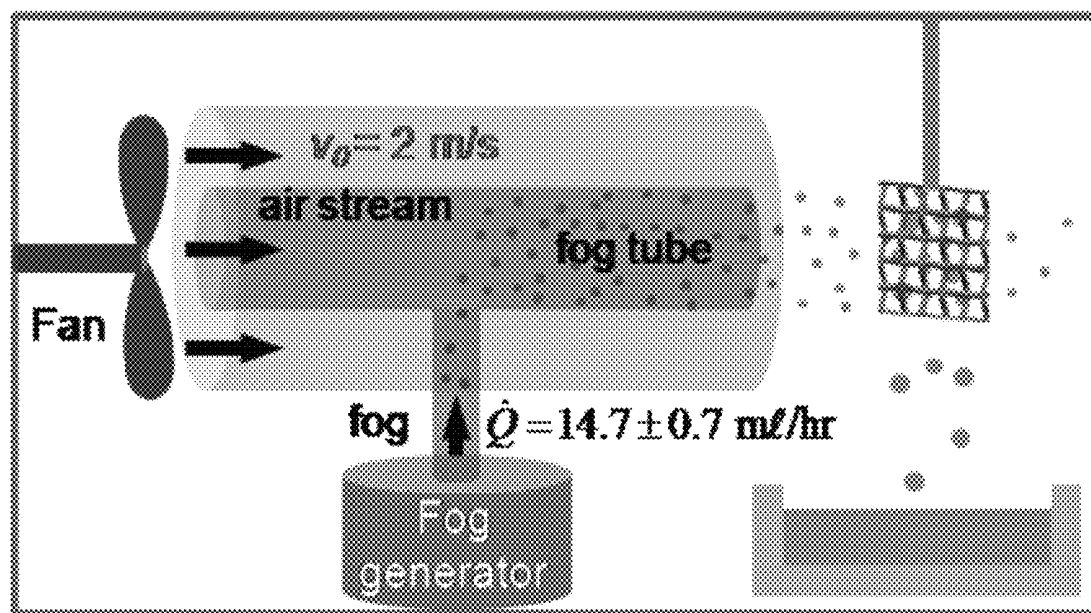 v₀= 2 m/s
air stream
fog tube
Fan
fog
Q̂ = 14.7 ± 0.7 mℓ/hr
Fog
generator